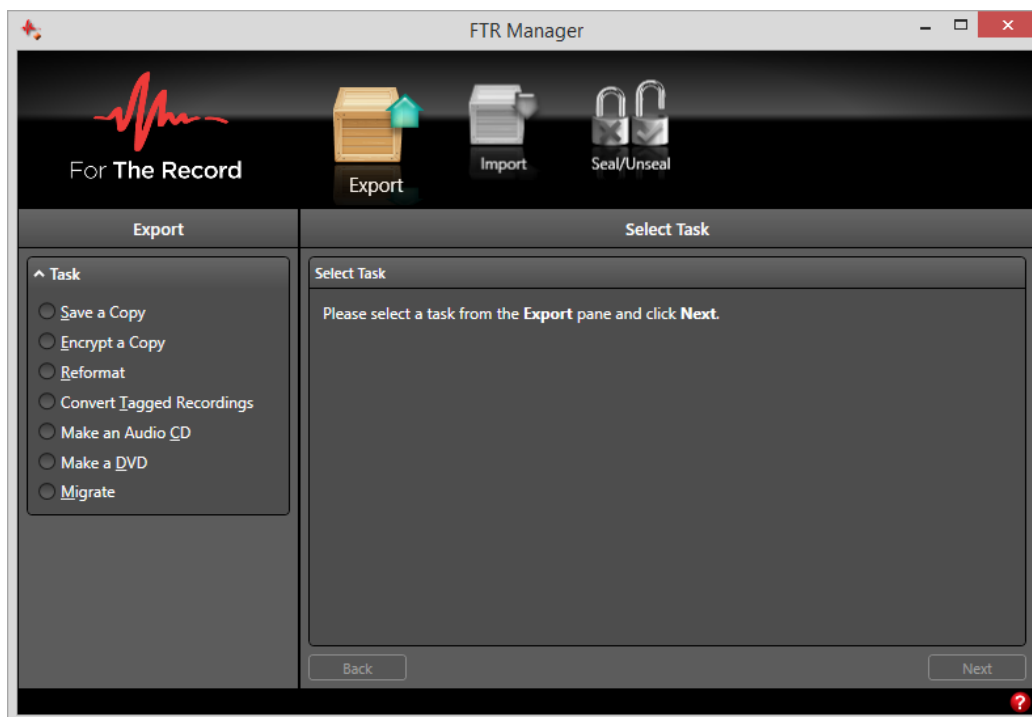 FTR Manager
For The Record
Export
Import
Seal/Unseal
Export
Select Task
Task
Save a Copy
Encrypt a Copy
Reformat
Convert Tagged Recordings
Make an Audio CD
Make a DVD
Migrate
Select Task
Please select a task from the Export pane and click Next.
Back
Next
?